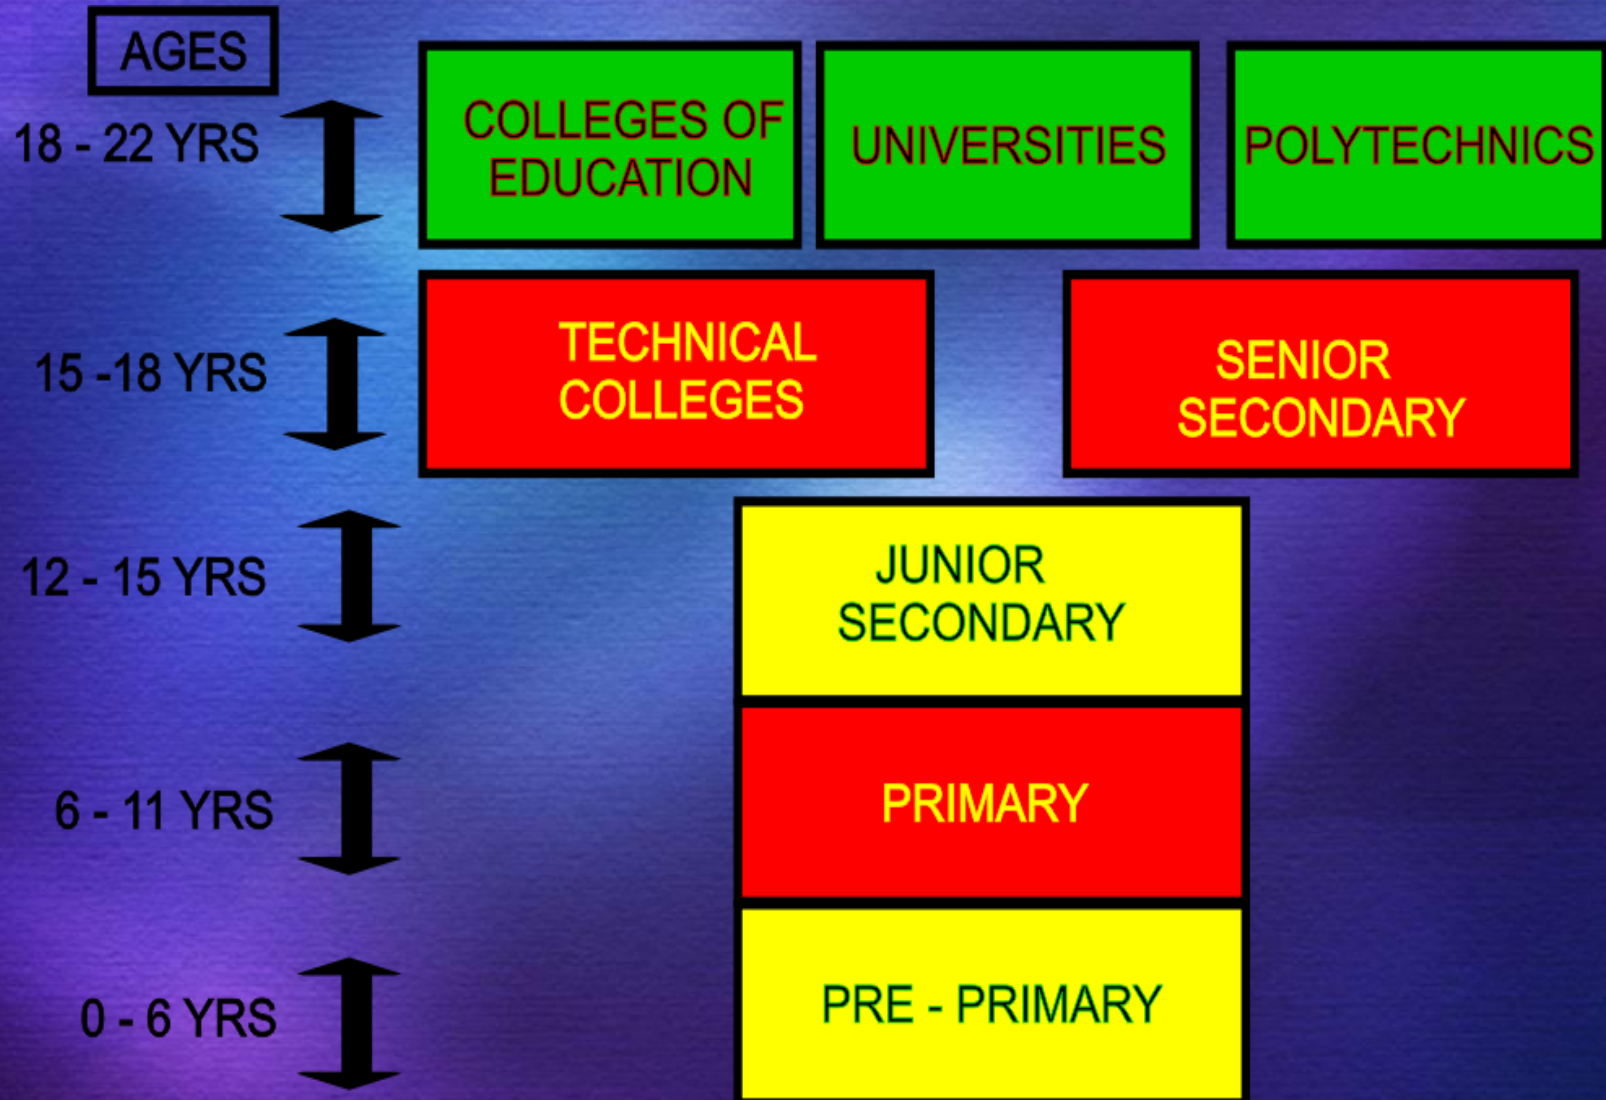 AGES
18 - 22 YRS
COLLEGES OF
EDUCATION
UNIVERSITIES
POLYTECHNICS
15 -18 YRS
TECHNICAL
COLLEGES
SENIOR
SECONDARY
12 - 15 YRS
JUNIOR
SECONDARY
6 - 11 YRS
PRIMARY
0 - 6 YRS
PRE - PRIMARY